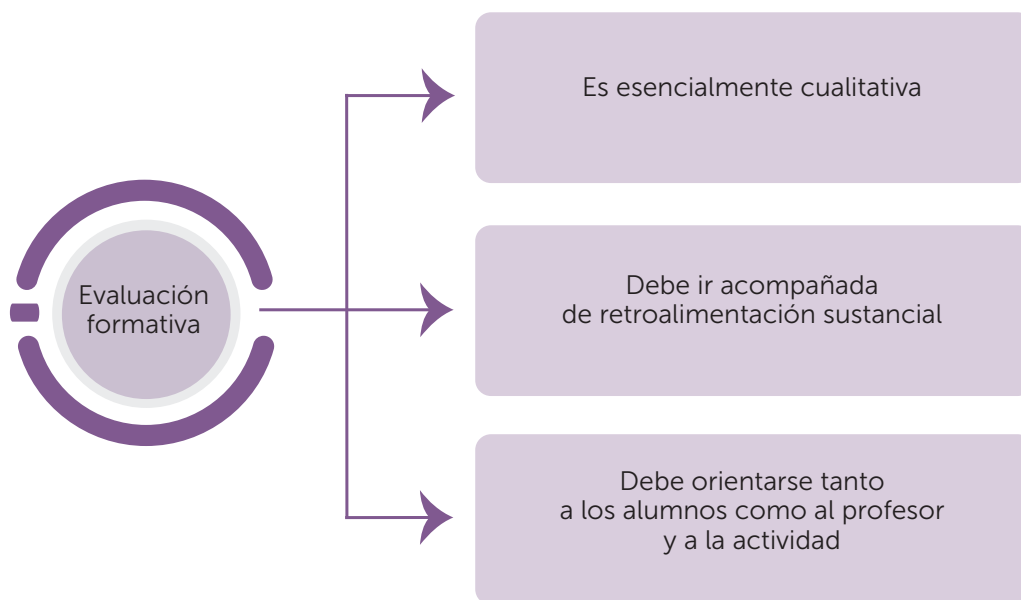 Evaluación
formativa
Es esencialmente cualitativa
Debe ir acompañada
de retroalimentación sustancial
Debe orientarse tanto
a los alumnos como al profesor
y a la actividad